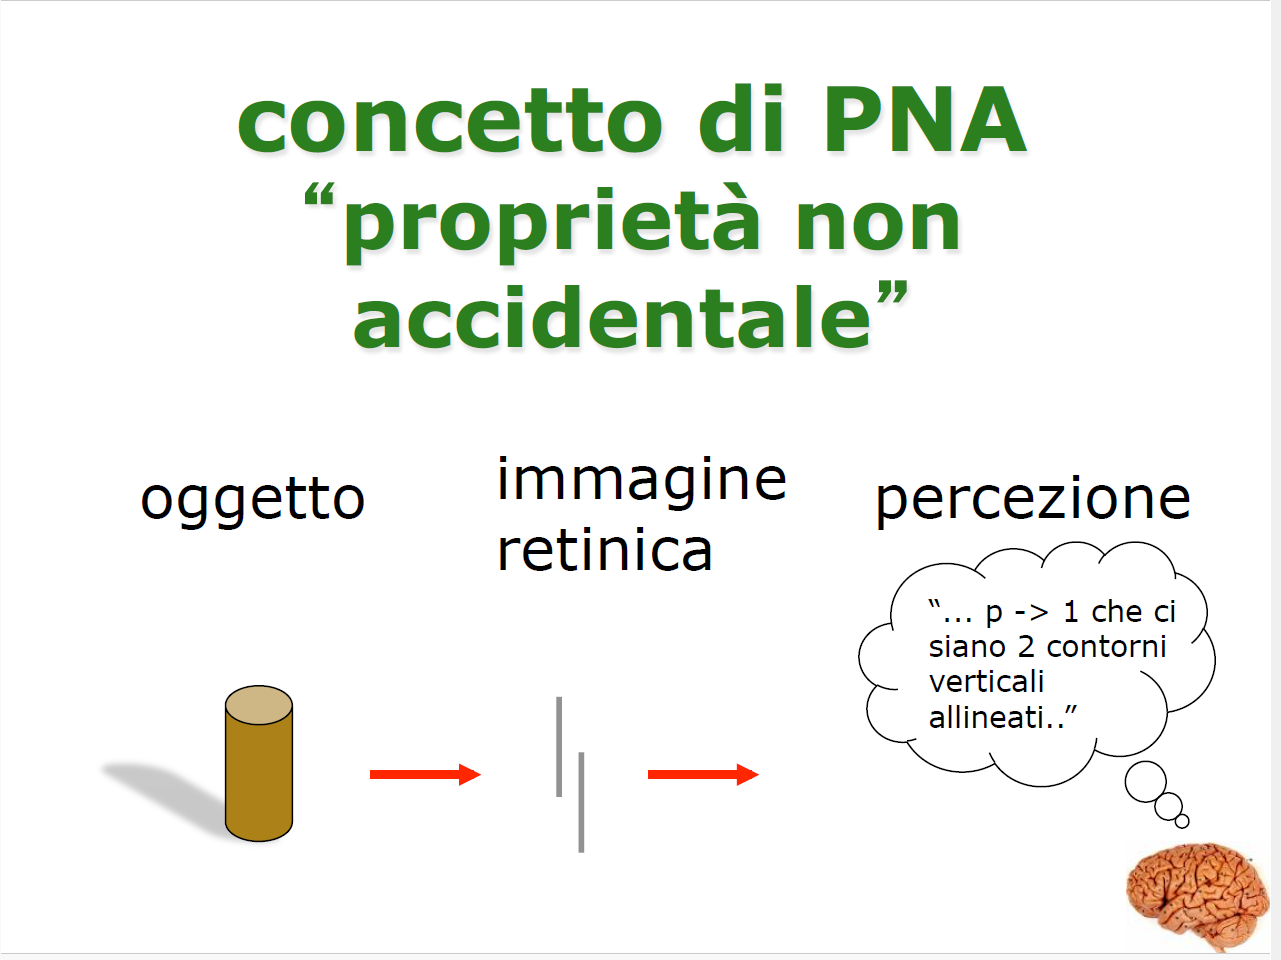 concetto di PNA
“proprietà non
accidentale”
oggetto
immagine
retinica
percezione
“... p -> 1 che ci
siano 2 contorni
verticali
allineati..”